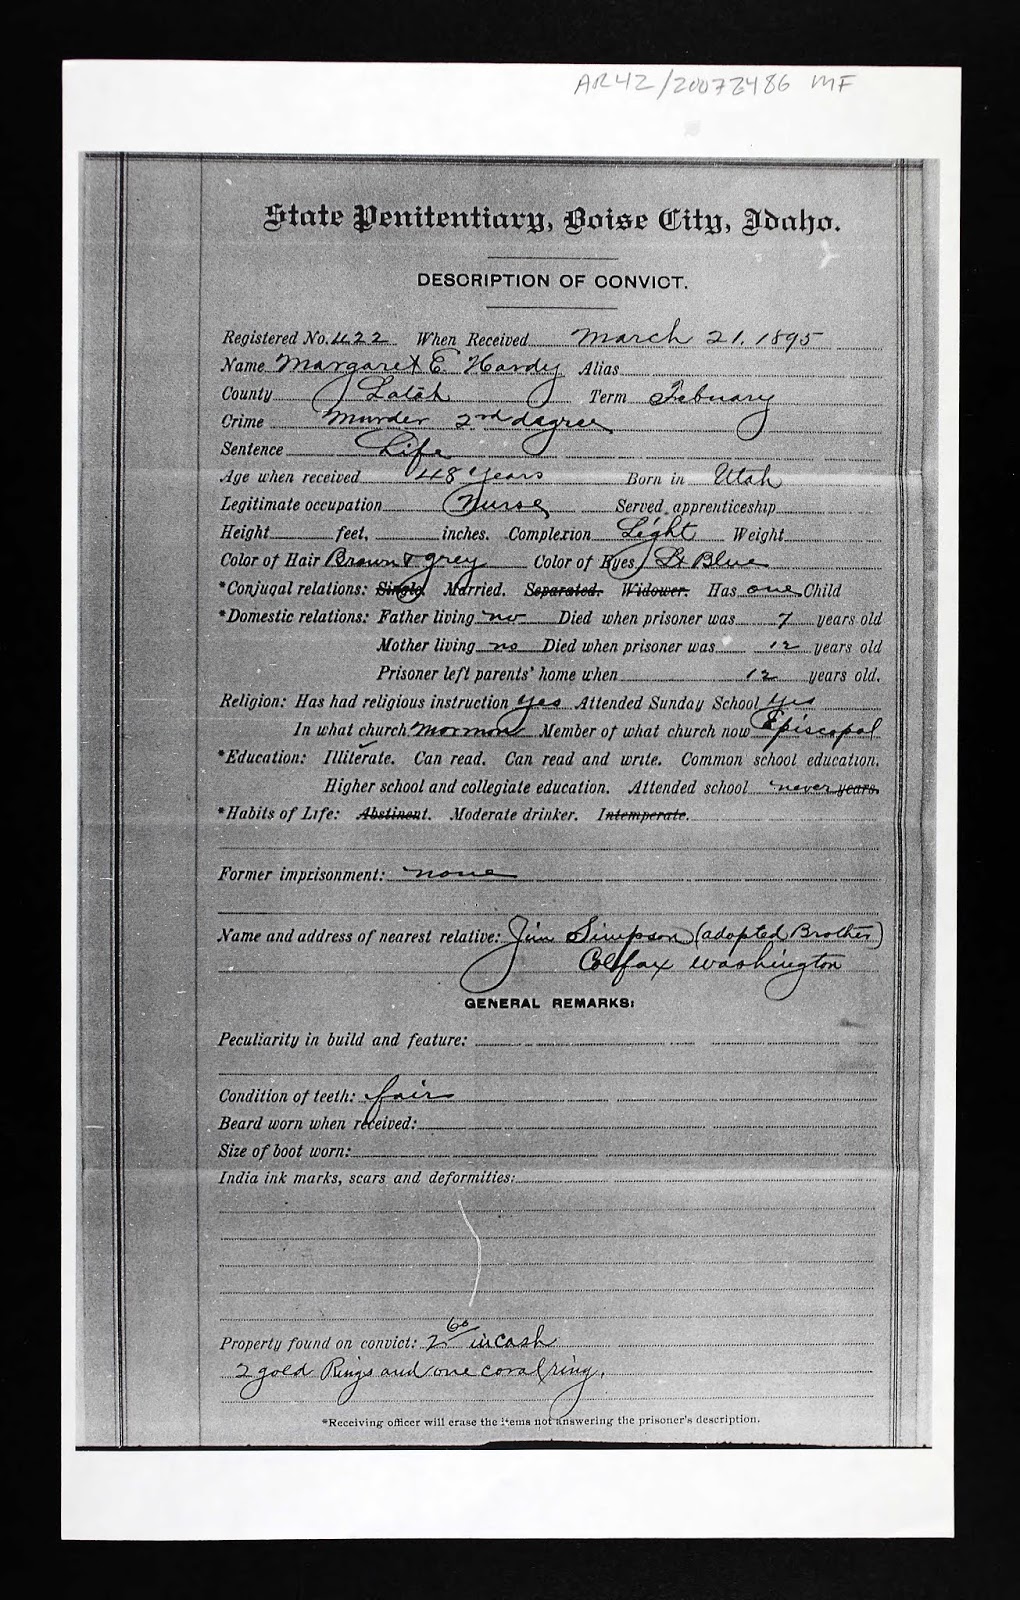 AR42/20072486 MF
State Penitentiary, Boise City, Idaho.
DESCRIPTION OF CONVICT.
Registered No. 422 When Received March 21, 1895
Name Margaret E Hardy Alias
County Latah Term Febuary
Crime Murder 2nd degree
Sentence Life
Age when received 48 years Born in Utah
Legitimate occupation Nurse Served apprenticeship
Height feet, inches. Complexion Light Weight
Color of Hair Brown & grey Color of Eyes Lt Blue
*Conjugal relations: Single. Married. Separated. Widower. Has one Child
*Domestic relations: Father living no Died when prisoner was 7 years old
Mother living no Died when prisoner was 12 years old
Prisoner left parents' home when 12 years old.
Religion: Has had religious instruction yes Attended Sunday School yes
In what church Mormon Member of what church now Episcopal
*Education: Illiterate. Can read. Can read and write. Common school education.
Higher school and collegiate education. Attended school never years.
*Habits of Life: Abstinent. Moderate drinker. Intemperate.
Former imprisonment: none
Name and address of nearest relative: Jim Simpson (adopted Brother)
Colfax Washington
GENERAL REMARKS:
Peculiarity in build and feature:
Condition of teeth: fair
Beard worn when received:
Size of boot worn:
India ink marks, scars and deformities:
Property found on convict: 2 60 in cash
2 gold Rings and one coral ring.
*Receiving officer will erase the items not answering the prisoner's description.